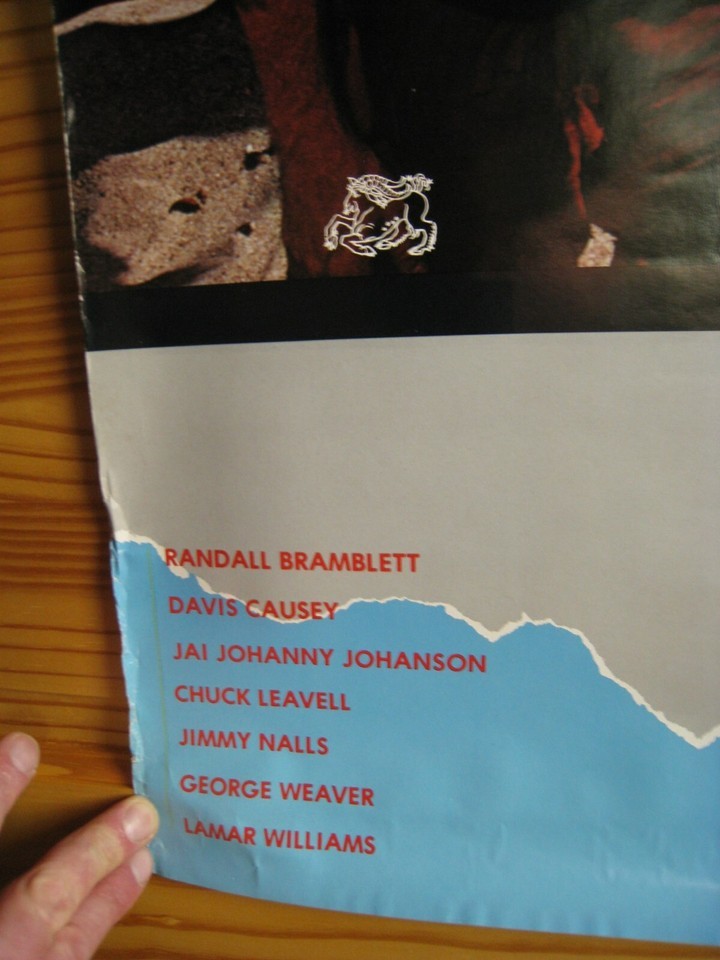 RANDALL BRAMBLETT
DAVIS CAUSEY
JAI JOHANNY JOHANSON
CHUCK LEAVELL
JIMMY NALLS
GEORGE WEAVER
LAMAR WILLIAMS